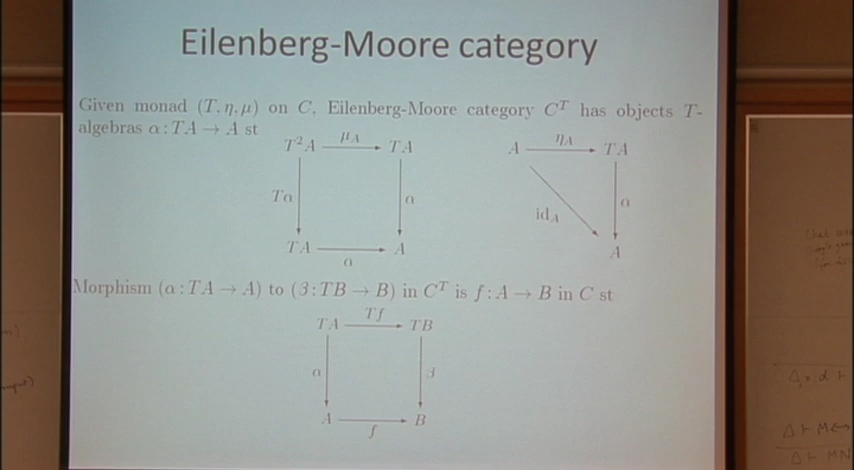 Eilenberg-Moore category
Given monad (T, η, μ) on C, Eilenberg-Moore category C^T has objects T-
algebras α : TA → A st
T²A μ_A TA A η_A TA
Tα α id_A α
TA α A A
Morphism (α : TA → A) to (β : TB → B) in C^T is f : A → B in C st
TA Tf TB
α β
A f B
Δ ⊢ MN